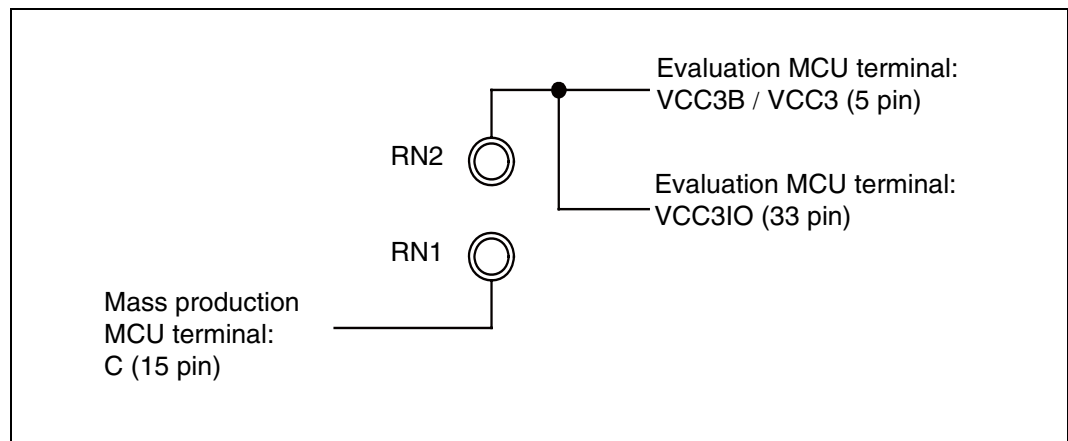 Evaluation MCU terminal:
VCC3B / VCC3 (5 pin)
RN2
Evaluation MCU terminal:
VCC3IO (33 pin)
RN1
Mass production
MCU terminal:
C (15 pin)